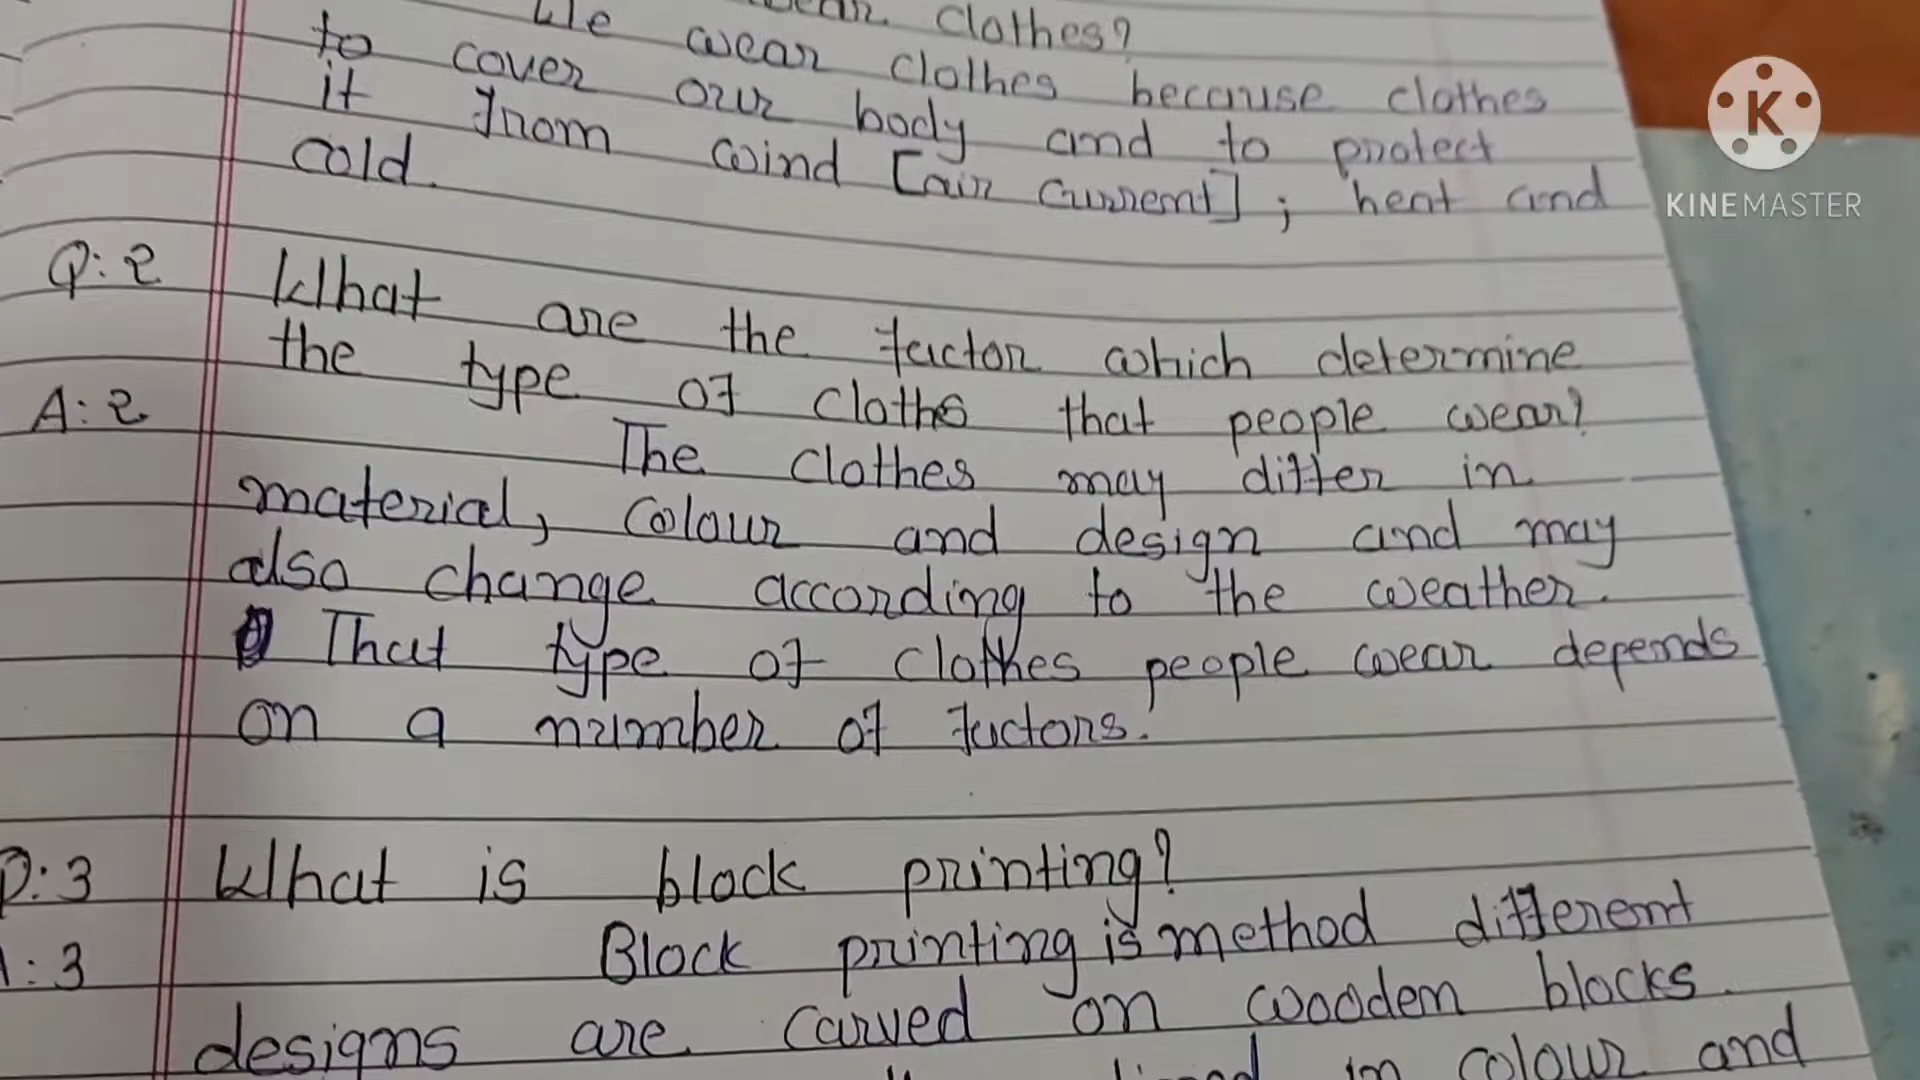 clothes?
We wear clothes because clothes
to cover our body and to protect
it from wind [air current]; heat and
cold.
Q:2 What are the factor which determine
the type of cloths that people wear?
A:2 The clothes may differ in
material, colour and design and may
also change according to the weather.
That type of clothes people wear depends
on a number of factors.
Q:3 What is block printing?
A:3 Block printing is method different
designs are carved on wooden blocks.
in colour and
KINEMASTER